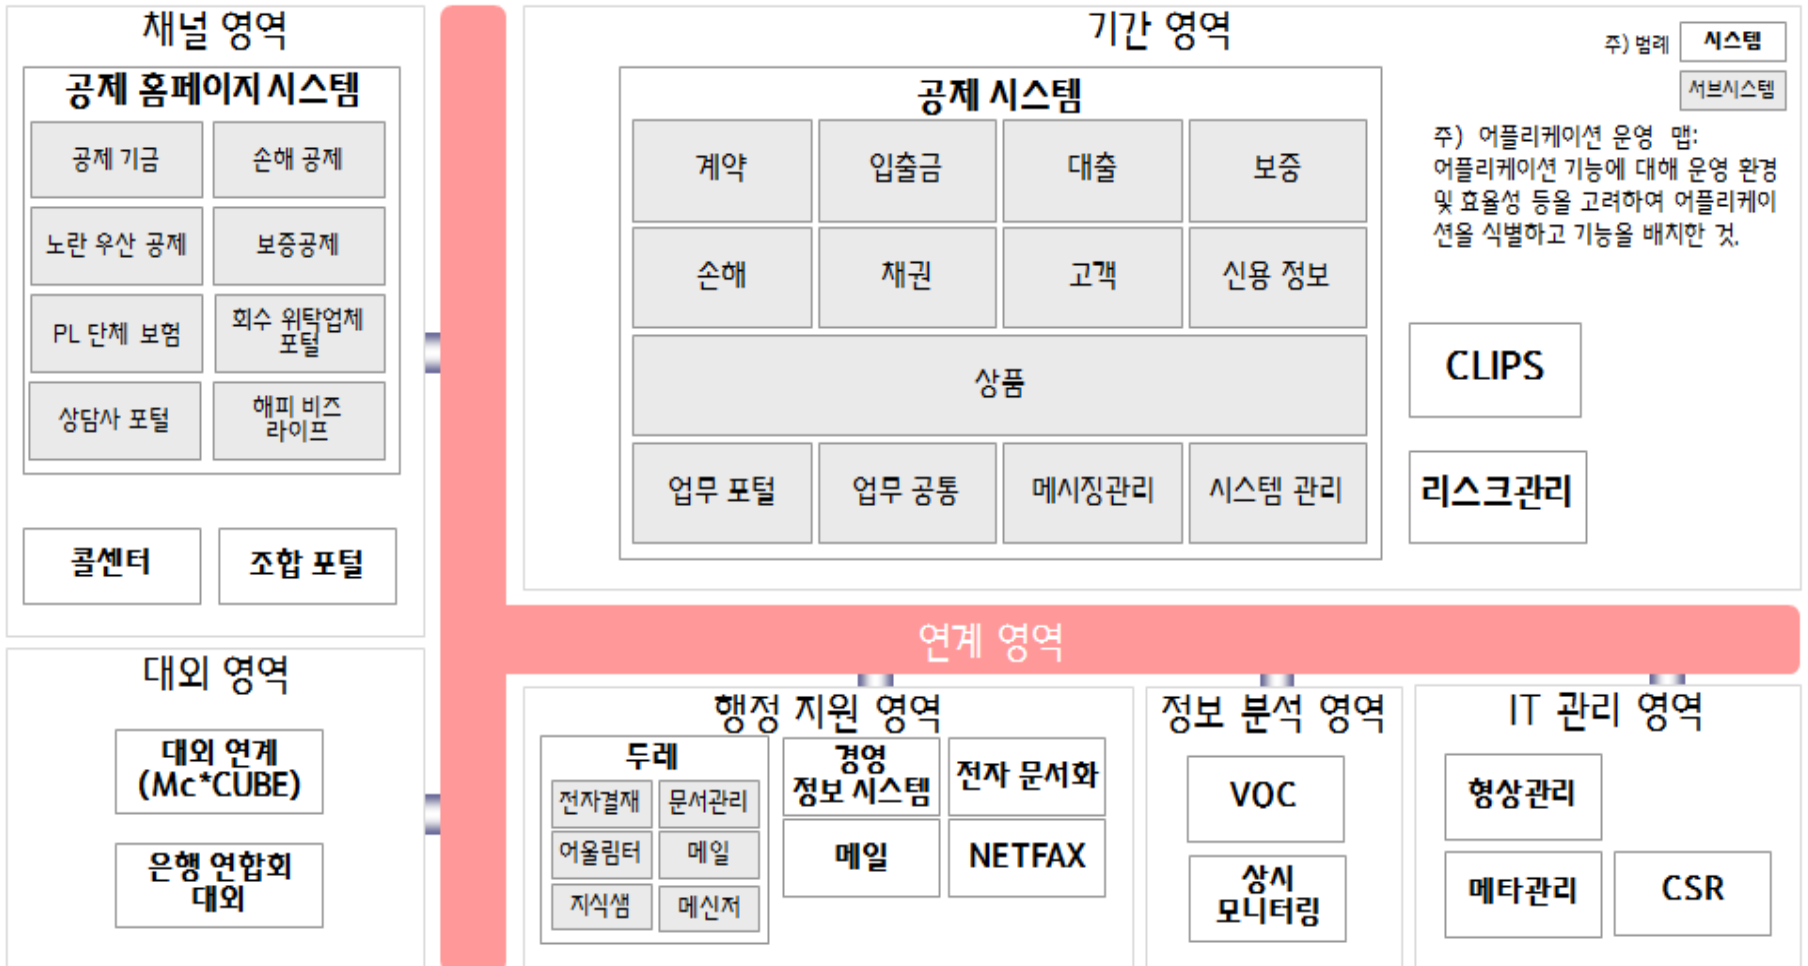 채널 영역
공제 홈페이지 시스템
공제 기금
손해 공제
노란 우산 공제
보증공제
PL 단체 보험
회수 위탁업체
포털
상담사 포털
해피 비즈
라이프
콜센터
조합 포털
대외 영역
대외 연계
(Mc*CUBE)
은행 연합회
대외
기간 영역
주) 범례
시스템
서브시스템
주) 어플리케이션 운영 맵:
어플리케이션 기능에 대해 운영 환경
및 효율성 등을 고려하여 어플리케이
션을 식별하고 기능을 배치한 것.
공제 시스템
계약
입출금
대출
보증
손해
채권
고객
신용 정보
상품
업무 포털
업무 공통
메시징관리
시스템 관리
CLIPS
리스크관리
연계 영역
행정 지원 영역
두레
전자결재
문서관리
어울림터
메일
지식샘
메신저
경영
정보 시스템
전자 문서화
메일
NETFAX
정보 분석 영역
VOC
상시
모니터링
IT 관리 영역
형상관리
메타관리
CSR